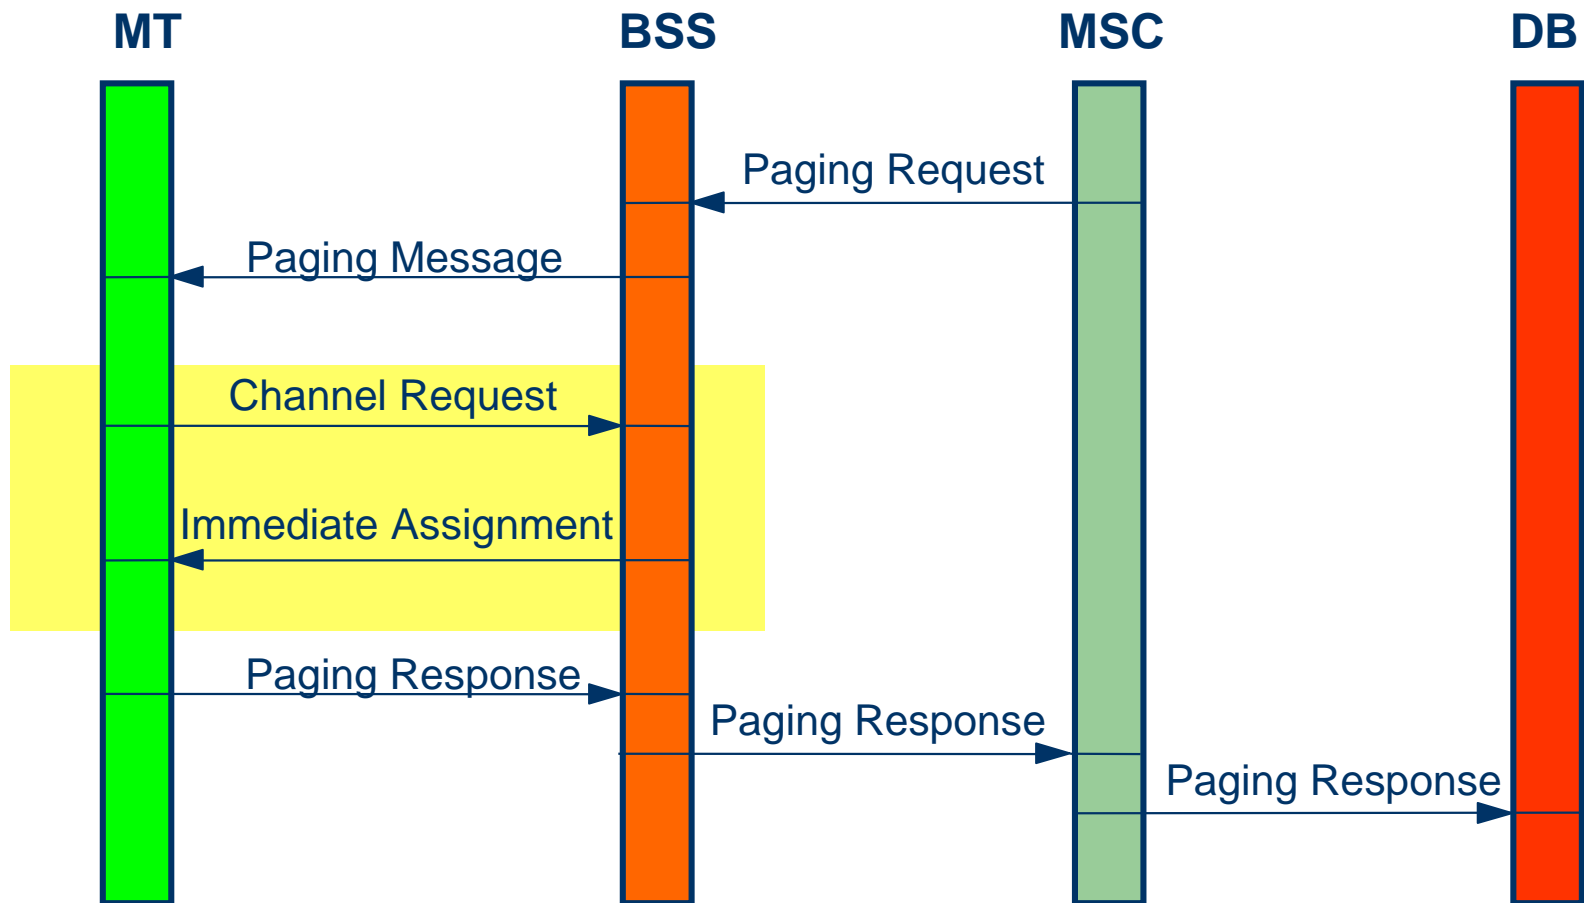 MT
BSS
MSC
DB
Paging Request
Paging Message
Channel Request
Immediate Assignment
Paging Response
Paging Response
Paging Response